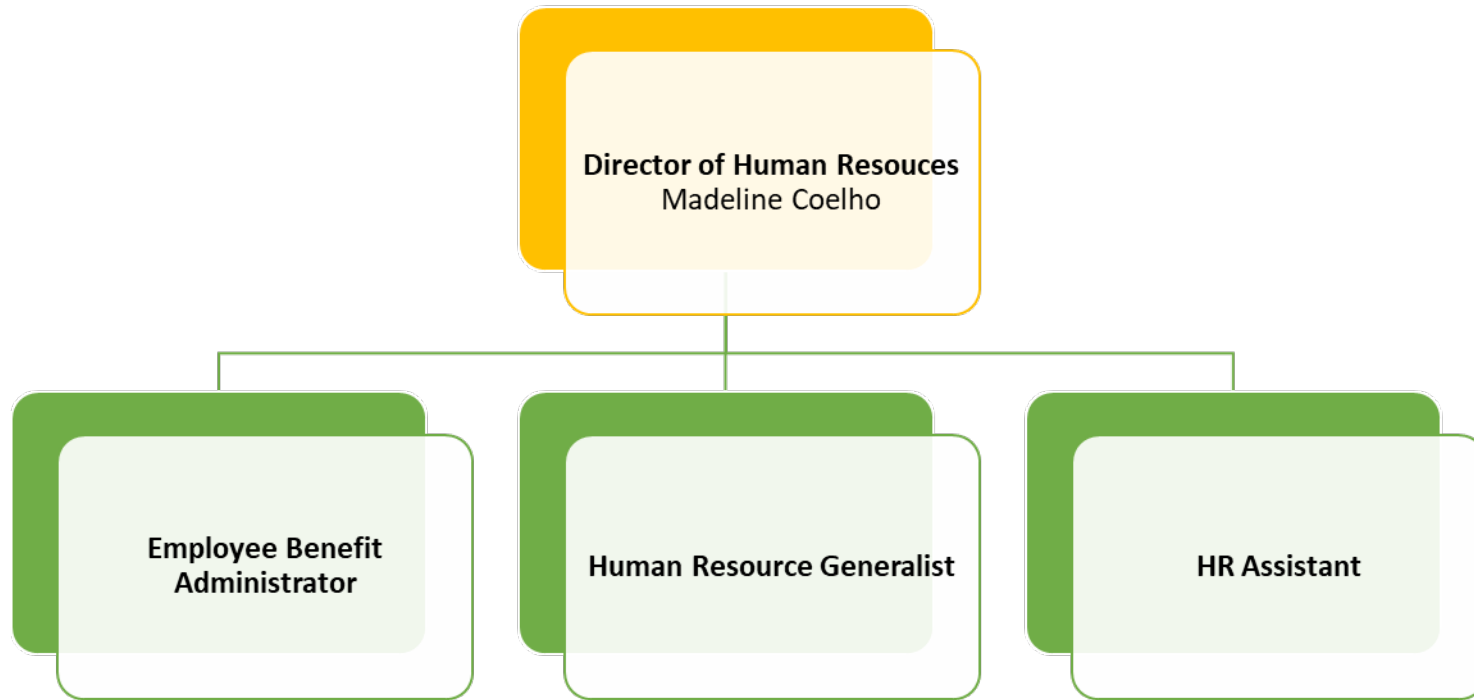 Director of Human Resouces
Madeline Coelho
Employee Benefit
Administrator
Human Resource Generalist
HR Assistant